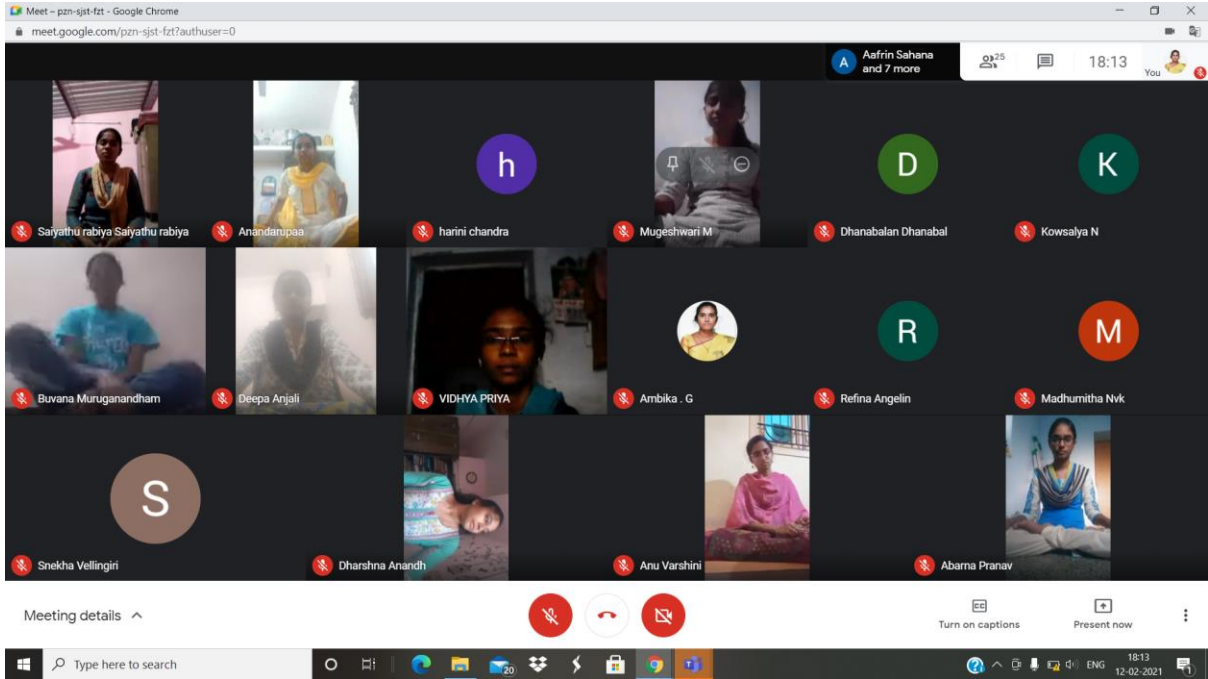 Meet – pzn-sjst-fzt - Google Chrome
meet.google.com/pzn-sjst-fzt?authuser=0
A
Aafrin Sahana
and 7 more
25
18:13
You
Saiyathu rabiya Saiyathu rabiya
Anandarupaa
h
harini chandra
Mugeshwari M
D
Dhanabalan Dhanabal
K
Kowsalya N
Buvana Muruganandham
Deepa Anjali
VIDHYA PRIYA
Ambika . G
R
Refina Angelin
M
Madhumitha Nvk
S
Snekha Vellingiri
Dharshna Anandh
Anu Varshini
Abarna Pranav
Meeting details
CC
Turn on captions
Present now
Type here to search
20
ENG
18:13
12-02-2021
1